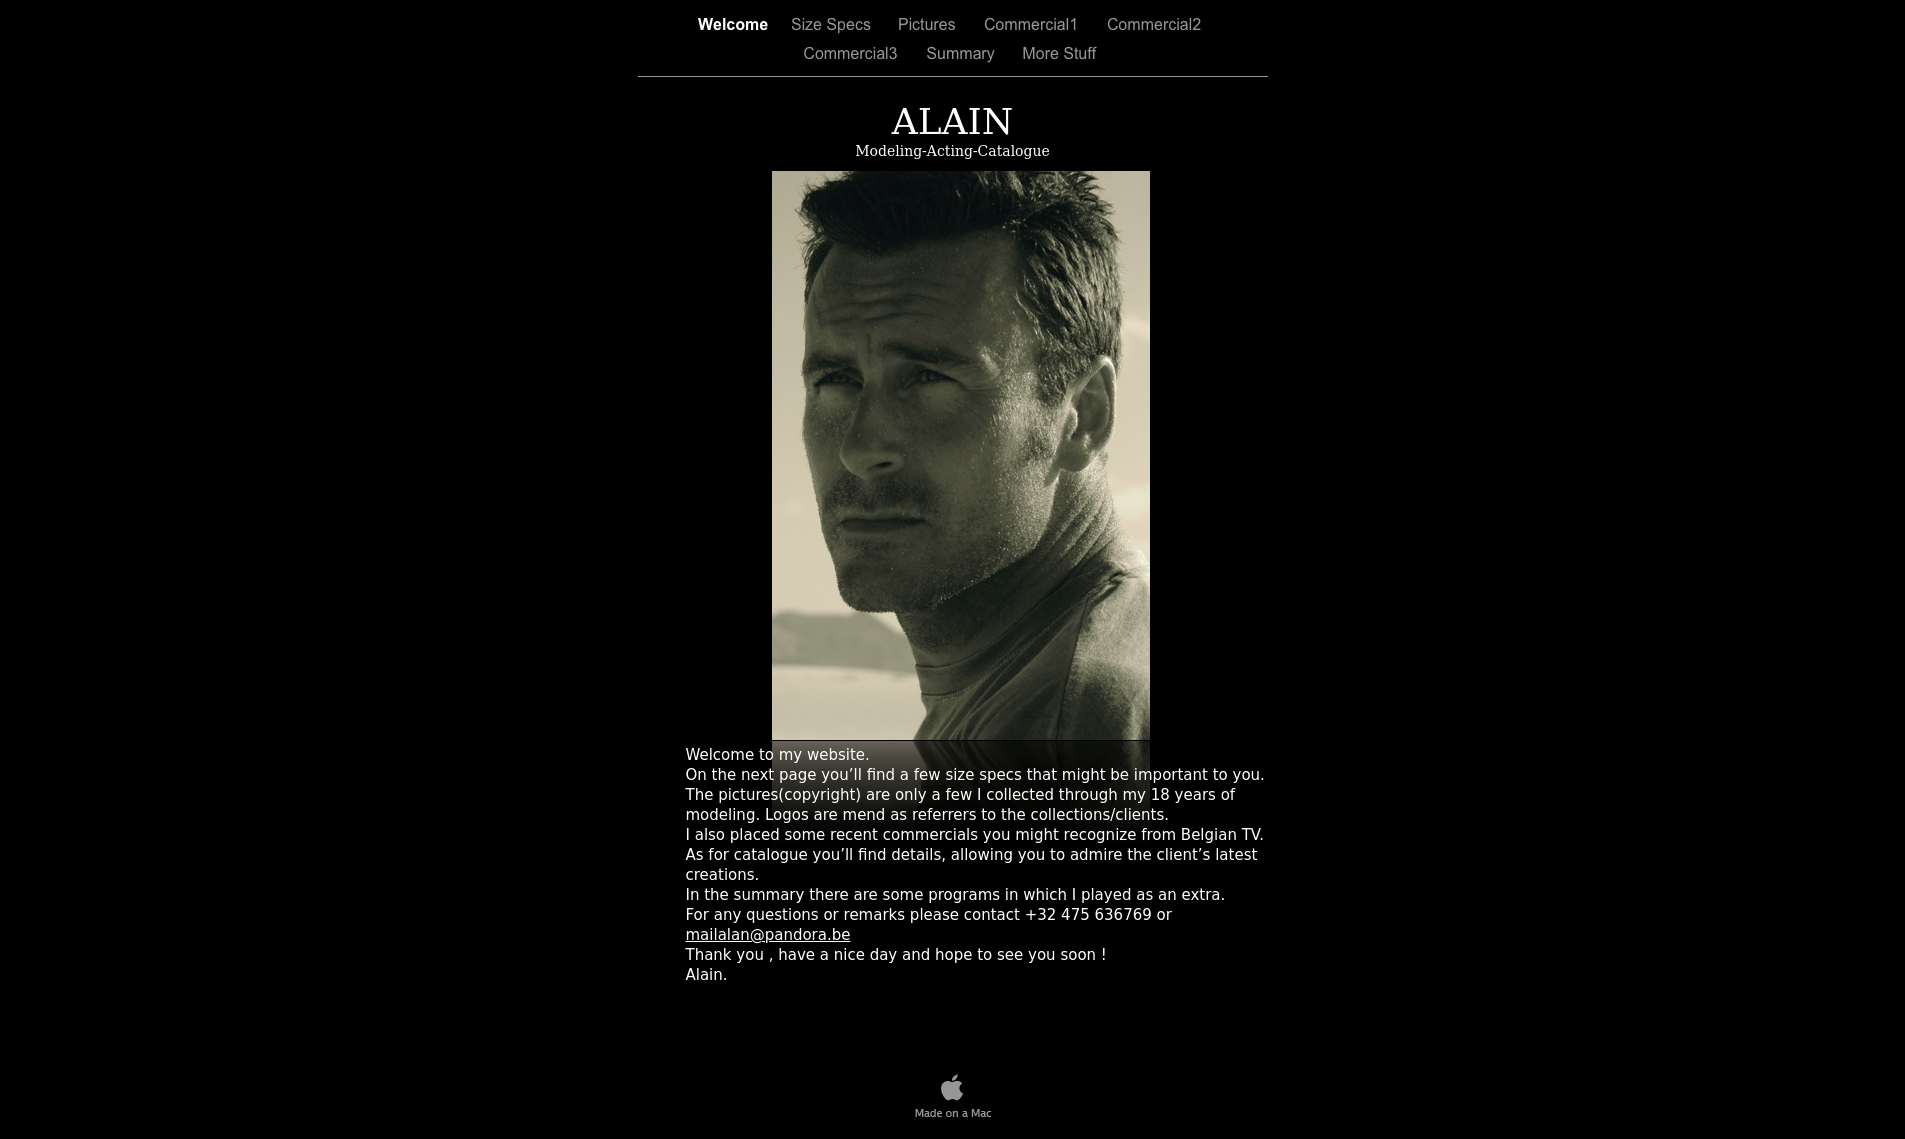 Welcome Size Specs Pictures Commercial1 Commercial2
Commercial3 Summary More Stuff
ALAIN
Modeling-Acting-Catalogue
Welcome to my website.
On the next page you’ll find a few size specs that might be important to you.
The pictures(copyright) are only a few I collected through my 18 years of
modeling. Logos are mend as referrers to the collections/clients.
I also placed some recent commercials you might recognize from Belgian TV.
As for catalogue you’ll find details, allowing you to admire the client’s latest
creations.
In the summary there are some programs in which I played as an extra.
For any questions or remarks please contact +32 475 636769 or
mailalan@pandora.be
Thank you , have a nice day and hope to see you soon !
Alain.
Made on a Mac